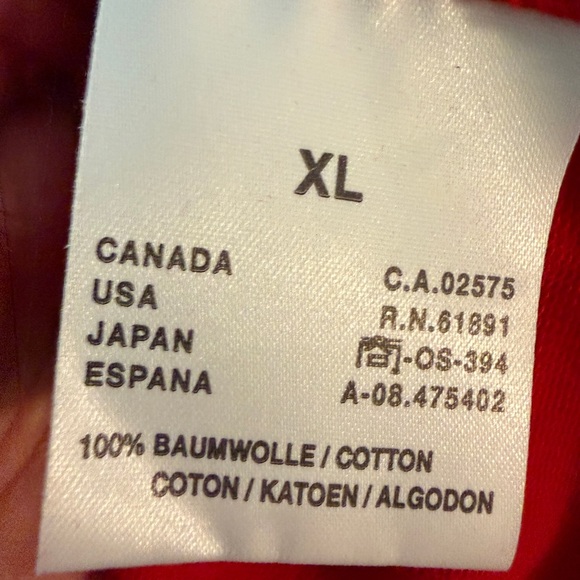 XL
CANADA C.A.02575
USA R.N.61891
JAPAN -OS-394
ESPANA A-08.475402
100% BAUMWOLLE / COTTON
COTON / KATOEN / ALGODON